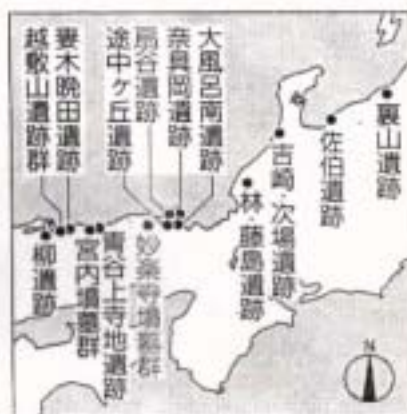 大風呂南遺跡
奈具岡遺跡
扇谷遺跡
途中ヶ丘遺跡
妻木晩田遺跡
越敷山遺跡群
裏山遺跡
佐伯遺跡
吉崎・次場遺跡
林・藤島遺跡
妙楽寺墳墓群
青谷上寺地遺跡
宮内墳墓群
柳遺跡
N